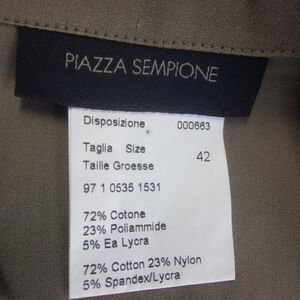 PIAZZA SEMPIONE
Disposizione 000663
Taglia Size
Taille Groesse 42
97 1 0535 1531
72% Cotone
23% Poliammide
5% Ea Lycra
72% Cotton 23% Nylon
5% Spandex/Lycra